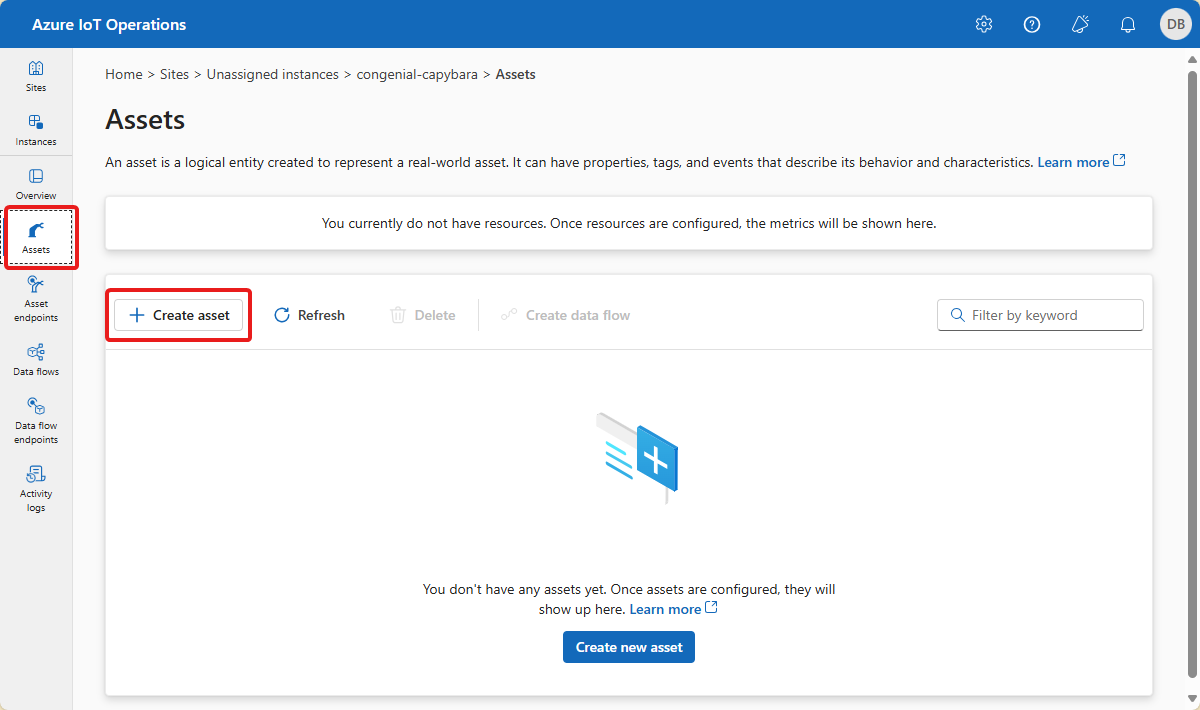 Azure IoT Operations
DB
Sites
Instances
Overview
Assets
Asset
endpoints
Data flows
Data flow
endpoints
Activity
logs
Home > Sites > Unassigned instances > congenial-capybara > Assets
Assets
An asset is a logical entity created to represent a real-world asset. It can have properties, tags, and events that describe its behavior and characteristics. Learn more
You currently do not have resources. Once resources are configured, the metrics will be shown here.
Create asset Refresh Delete Create data flow Filter by keyword
You don't have any assets yet. Once assets are configured, they will
show up here. Learn more
Create new asset